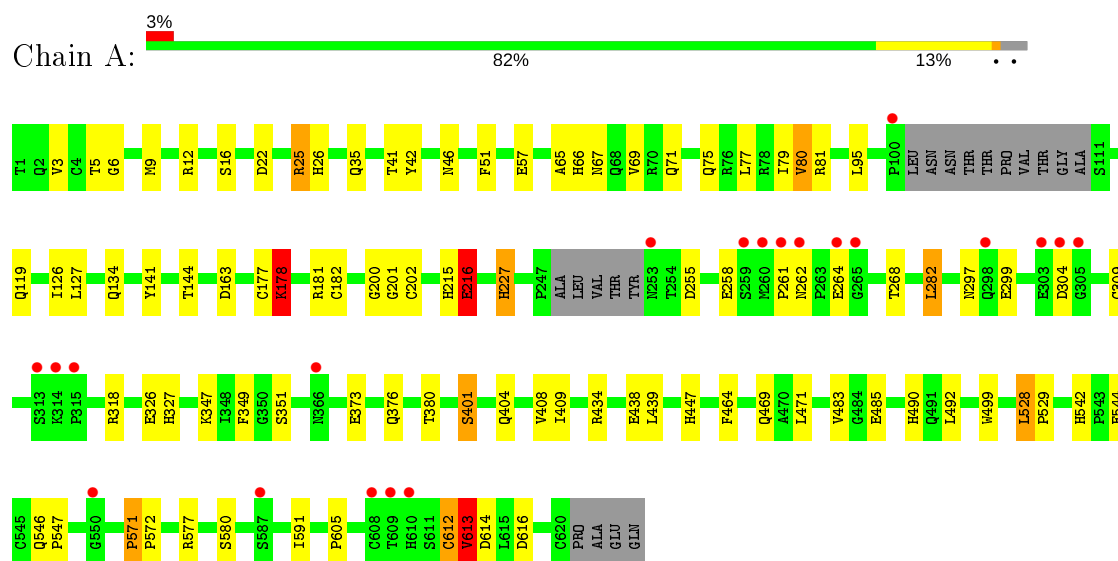 3%
Chain A:
82% 13% • •
T1 Q2 V3 C4 T5 G6 M9 R12 S16 D22 R25 H26 Q35 T41 Y42 N46 F51 E57 A65 H66 N67 Q68 V69 R70 Q71 Q75 R76 L77 R78 I79 V80 R81 L95 P100 LEU ASN ASN THR THR PRO VAL THR GLY ALA S111
Q119 I126 L127 Q134 Y141 T144 D163 C177 K178 R181 C182 G200 G201 C202 H215 E216 H227 P247 ALA LEU VAL THR TYR N253 T254 D255 E258 S259 M260 P261 N262 P263 E264 G265 T268 L282 N297 Q298 E299 E303 D304 G305 C309
S313 K314 P315 R318 E326 H327 K347 I348 F349 G350 S351 N366 E373 Q376 T380 S401 Q404 V408 I409 R434 E438 L439 H447 F464 Q469 A470 L471 V483 G484 E485 H490 Q491 L492 W499 L528 P529 H542 P543 E544
C545 Q546 P547 G550 P571 P572 R577 S580 S587 I591 P605 C608 T609 H610 S611 C612 V613 D614 L615 D616 C620 PRO ALA GLU GLN